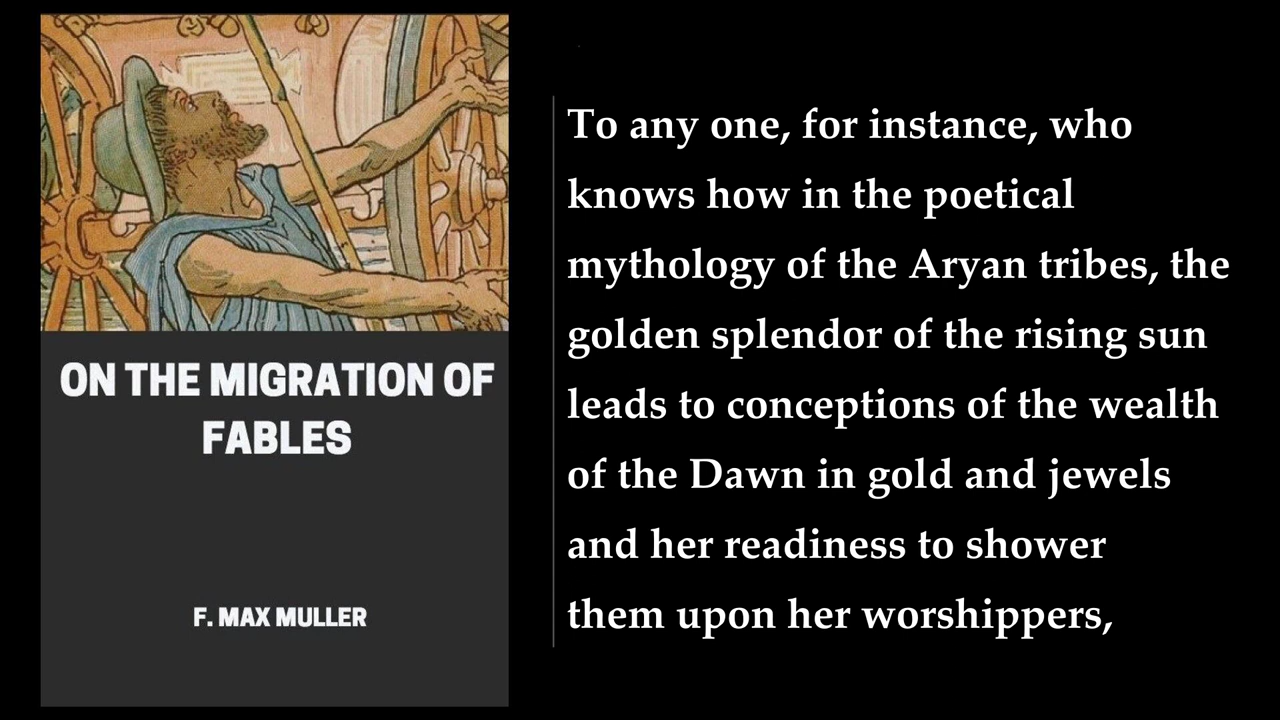 ON THE MIGRATION OF
FABLES
F. MAX MULLER
To any one, for instance, who
knows how in the poetical
mythology of the Aryan tribes, the
golden splendor of the rising sun
leads to conceptions of the wealth
of the Dawn in gold and jewels
and her readiness to shower
them upon her worshippers,